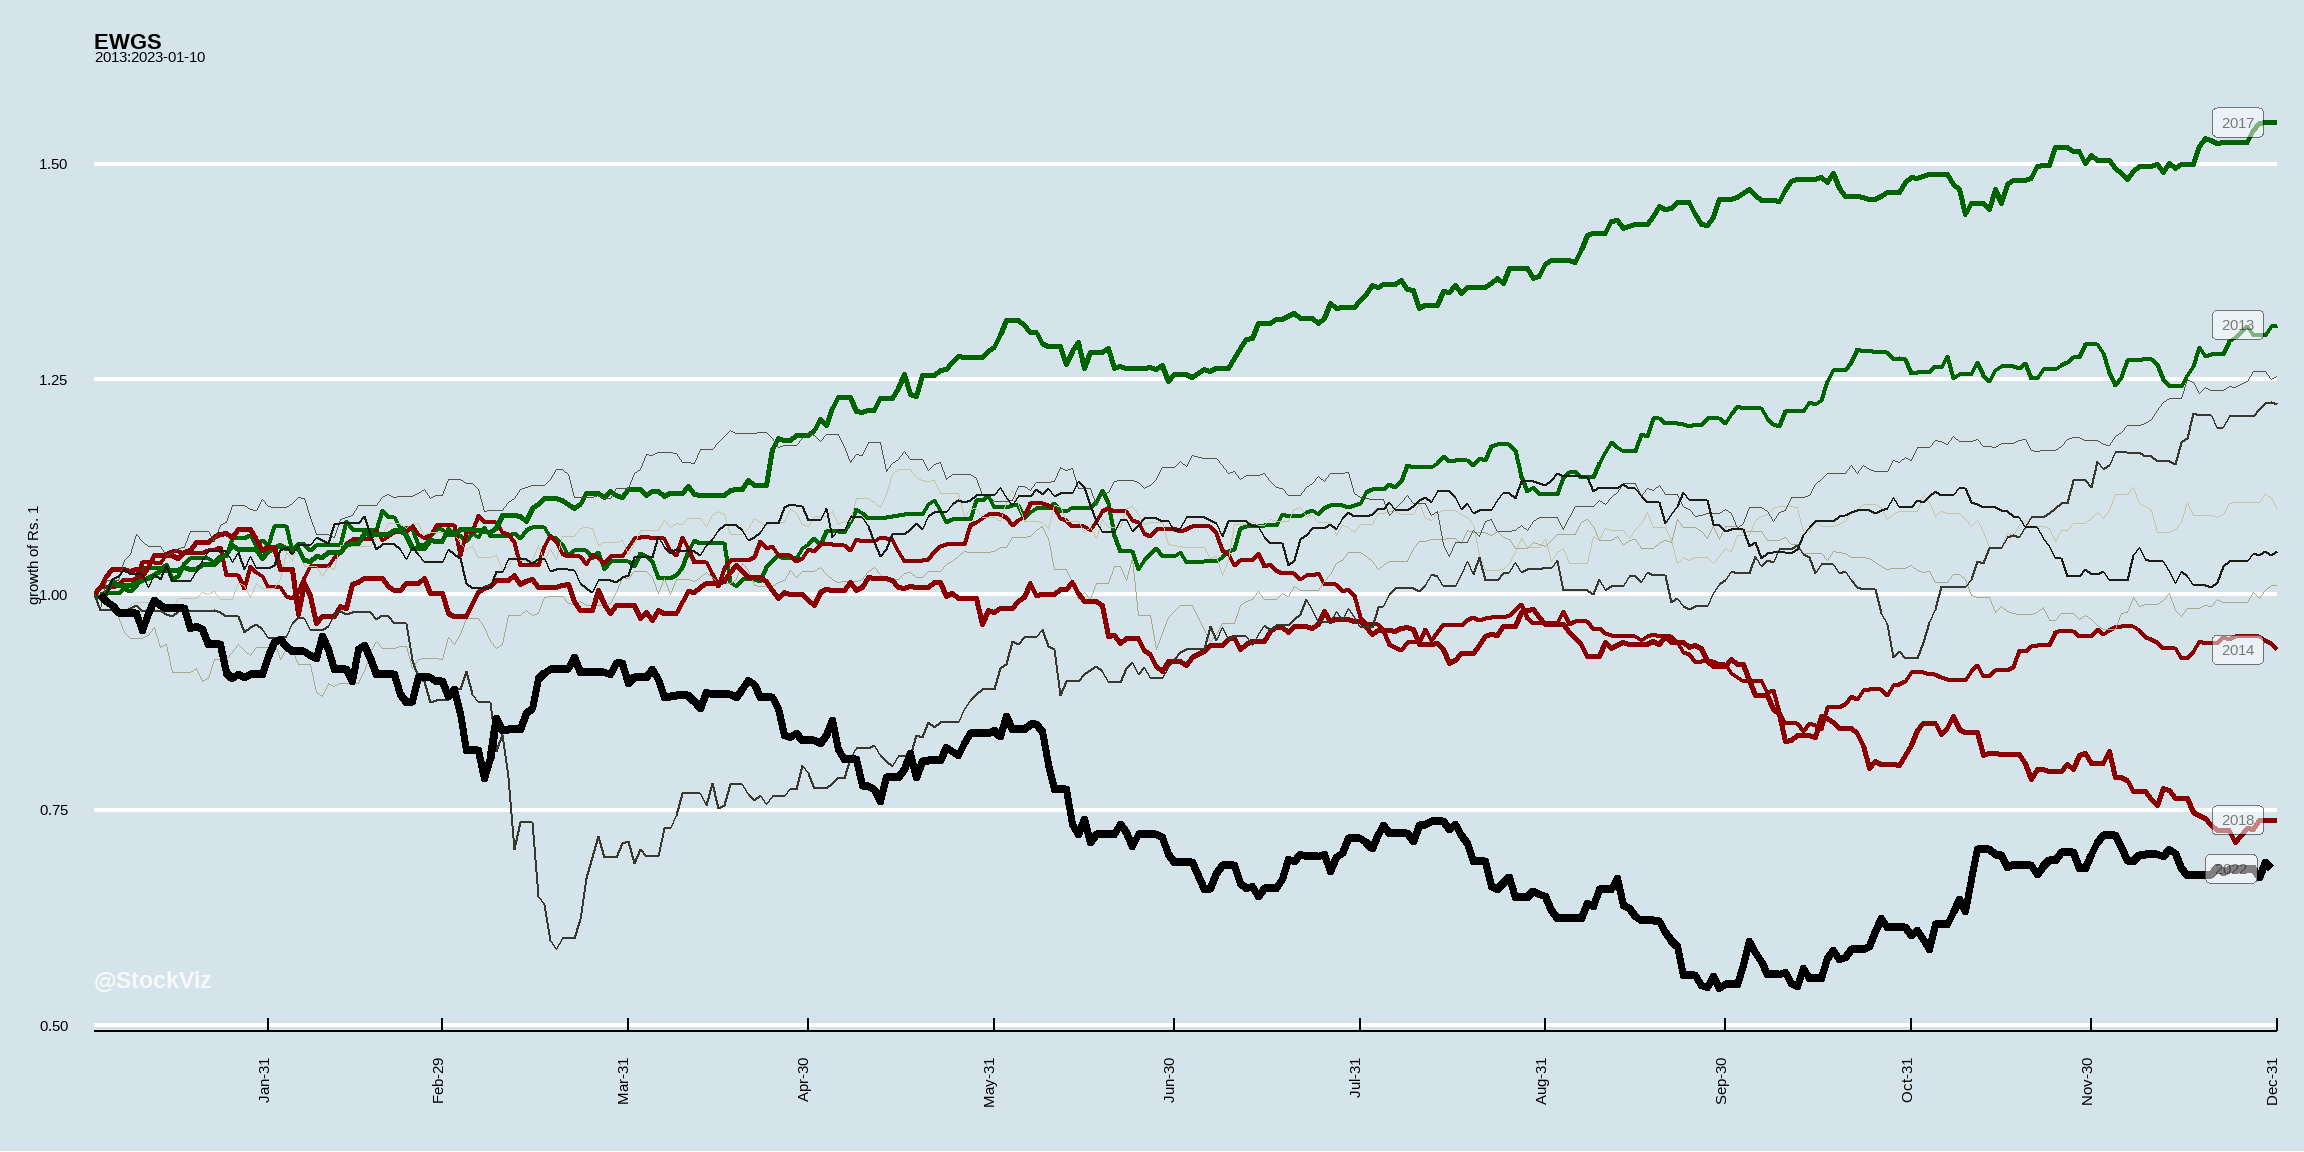 EWGS
2013:2023-01-10
2017
1.50
2013
1.25
growth of Rs. 1
1.00
2014
2018
0.75
2022
@StockViz
0.50
Jan-31
Feb-29
Mar-31
Apr-30
May-31
Jun-30
Jul-31
Aug-31
Sep-30
Oct-31
Nov-30
Dec-31